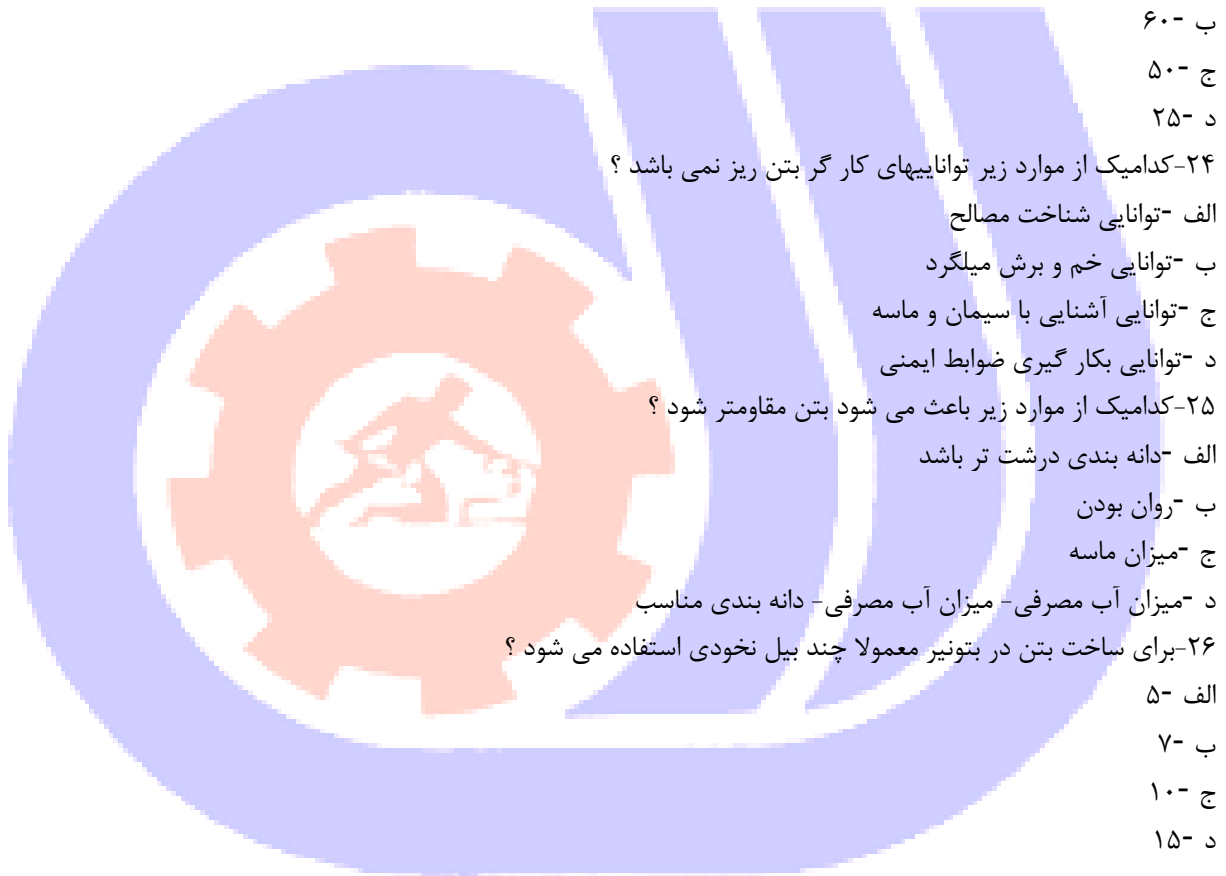 ب -۶۰
ج -۵۰
د -۲۵
۲۴-کدامیک از موارد زیر تواناییهای کار گر بتن ریز نمی باشد ؟
الف -توانایی شناخت مصالح
ب -توانایی خم و برش میلگرد
ج -توانایی آشنایی با سیمان و ماسه
د -توانایی بکار گیری ضوابط ایمنی
۲۵-کدامیک از موارد زیر باعث می شود بتن مقاومتر شود ؟
الف -دانه بندی درشت تر باشد
ب -روان بودن
ج -میزان ماسه
د -میزان آب مصرفی- میزان آب مصرفی- دانه بندی مناسب
۲۶-برای ساخت بتن در بتونیر معمولا چند بیل نخودی استفاده می شود ؟
الف -۵
ب -۷
ج -۱۰
د -۱۵